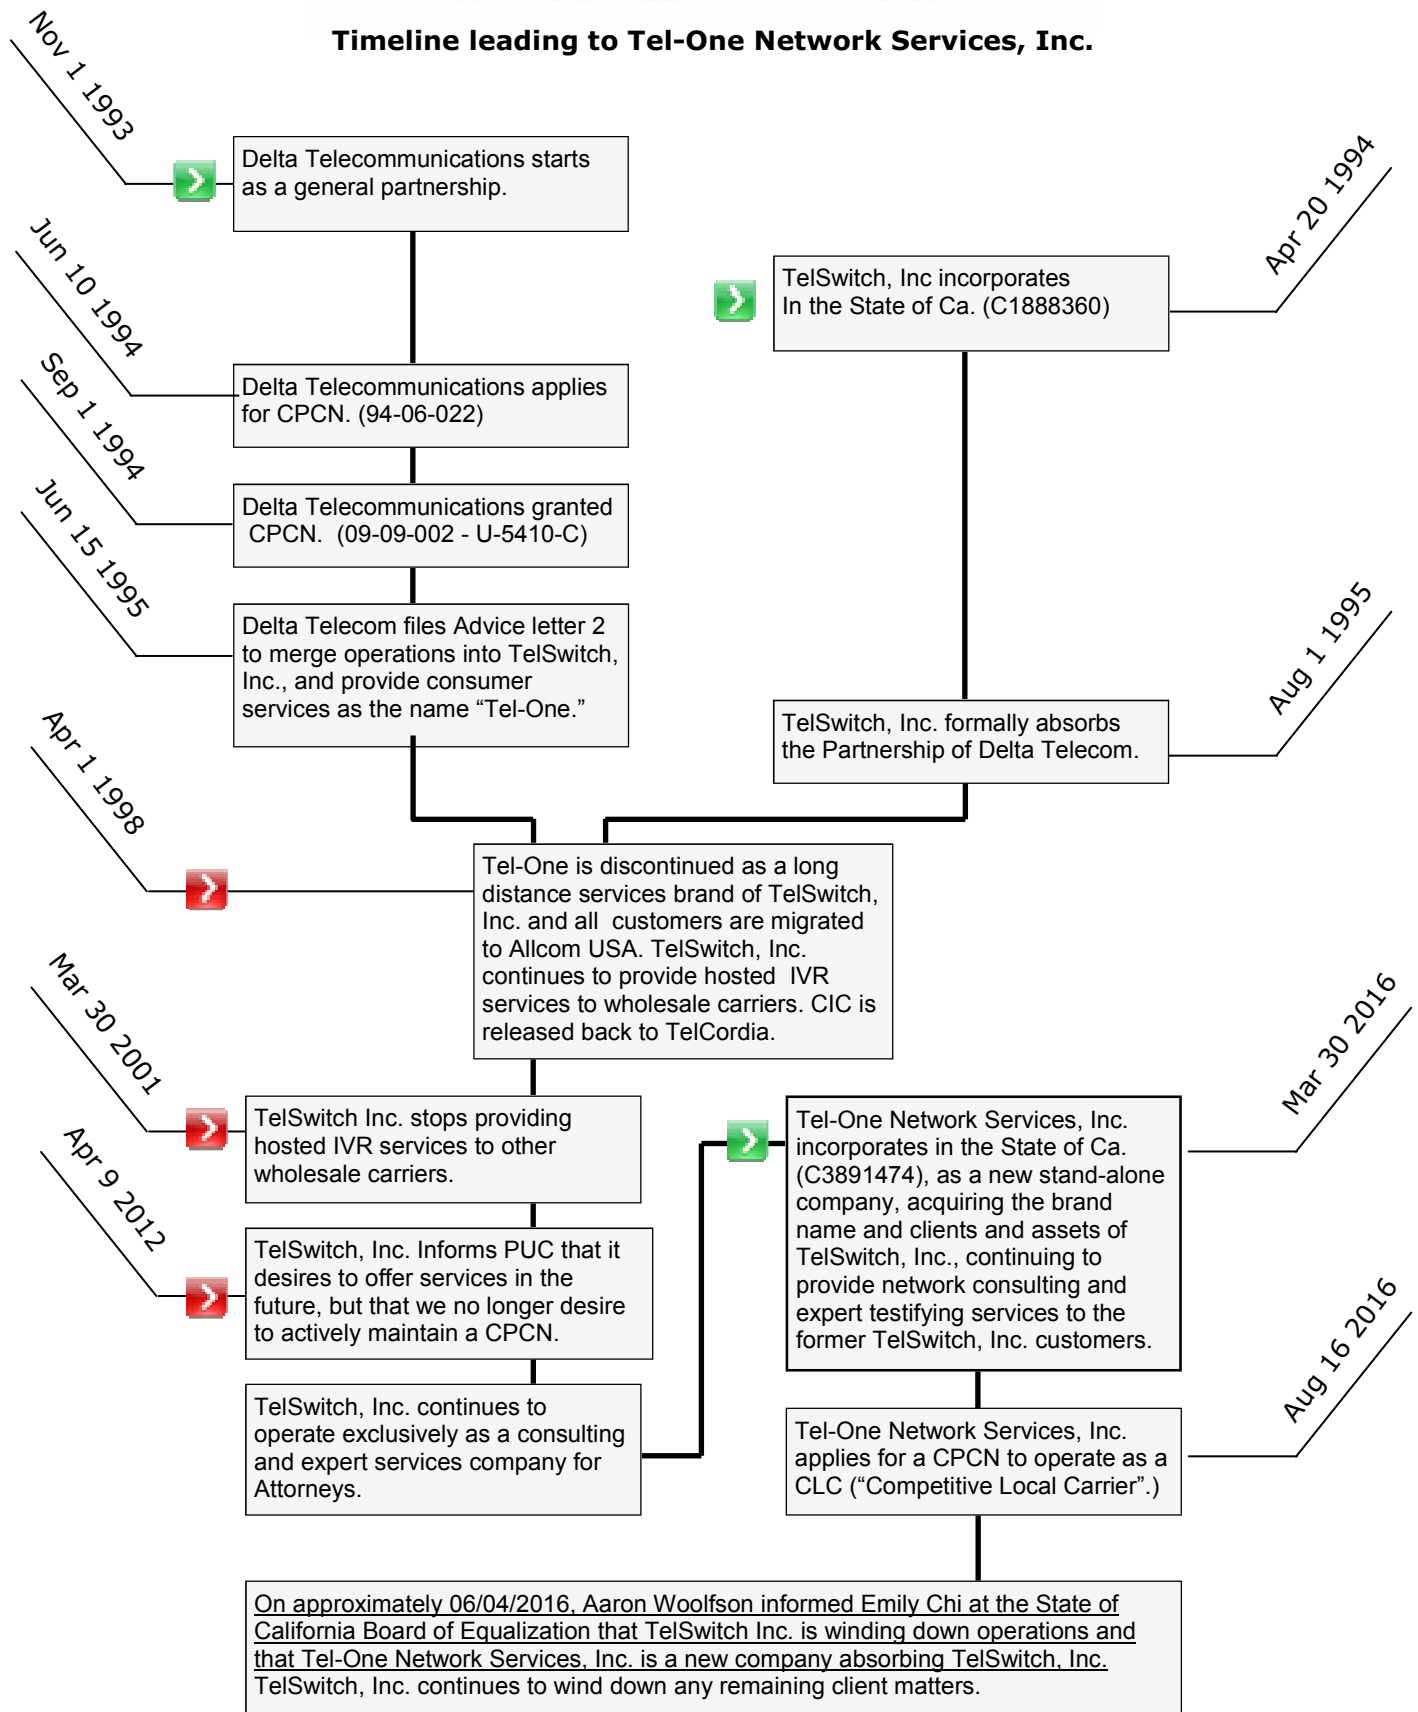 Timeline leading to Tel-One Network Services, Inc.
Nov 1 1993
Delta Telecommunications starts
as a general partnership.
Apr 20 1994
TelSwitch, Inc incorporates
In the State of Ca. (C1888360)
Jun 10 1994
Delta Telecommunications applies
for CPCN. (94-06-022)
Sep 1 1994
Delta Telecommunications granted
CPCN. (09-09-002 - U-5410-C)
Jun 15 1995
Delta Telecom files Advice letter 2
to merge operations into TelSwitch,
Inc., and provide consumer
services as the name “Tel-One.”
Aug 1 1995
TelSwitch, Inc. formally absorbs
the Partnership of Delta Telecom.
Apr 1 1998
Tel-One is discontinued as a long
distance services brand of TelSwitch,
Inc. and all customers are migrated
to Allcom USA. TelSwitch, Inc.
continues to provide hosted IVR
services to wholesale carriers. CIC is
released back to TelCordia.
Mar 30 2001
TelSwitch Inc. stops providing
hosted IVR services to other
wholesale carriers.
Apr 9 2012
TelSwitch, Inc. Informs PUC that it
desires to offer services in the
future, but that we no longer desire
to actively maintain a CPCN.
TelSwitch, Inc. continues to
operate exclusively as a consulting
and expert services company for
Attorneys.
Mar 30 2016
Tel-One Network Services, Inc.
incorporates in the State of Ca.
(C3891474), as a new stand-alone
company, acquiring the brand
name and clients and assets of
TelSwitch, Inc., continuing to
provide network consulting and
expert testifying services to the
former TelSwitch, Inc. customers.
Aug 16 2016
Tel-One Network Services, Inc.
applies for a CPCN to operate as a
CLC (“Competitive Local Carrier”.)
On approximately 06/04/2016, Aaron Woolfson informed Emily Chi at the State of
California Board of Equalization that TelSwitch Inc. is winding down operations and
that Tel-One Network Services, Inc. is a new company absorbing TelSwitch, Inc.
TelSwitch, Inc. continues to wind down any remaining client matters.